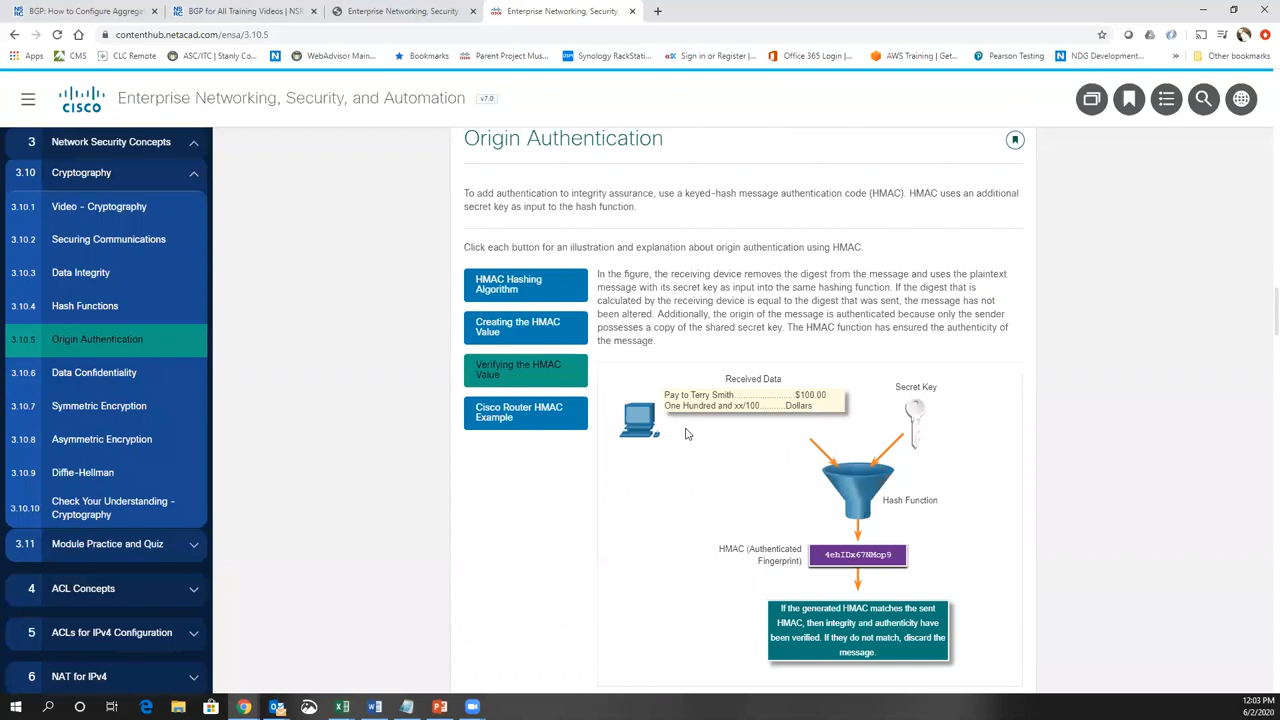 BGP: How to Configure Aggregat
BGP for All Training Videos | NSR
Enterprise Networking, Security,
Enterprise Networking, Security,
contenthub.netacad.com/ensa/3.10.5
Apps
CMS
CLC Remote
ASC/ITC | Stanly Co...
WebAdvisor Main...
Bookmarks
Parent Project Mus...
Synology RackStati...
Sign in or Register |...
Office 365 Login |...
AWS Training | Get...
Pearson Testing
NDG Development...
»
Other bookmarks
CISCO
Enterprise Networking, Security, and Automation
v7.0
3 Network Security Concepts
3.10 Cryptography
3.10.1 Video - Cryptography
3.10.2 Securing Communications
3.10.3 Data Integrity
3.10.4 Hash Functions
3.10.5 Origin Authentication
3.10.6 Data Confidentiality
3.10.7 Symmetric Encryption
3.10.8 Asymmetric Encryption
3.10.9 Diffie-Hellman
3.10.10 Check Your Understanding -
Cryptography
3.11 Module Practice and Quiz
4 ACL Concepts
5 ACLs for IPv4 Configuration
6 NAT for IPv4
Origin Authentication
To add authentication to integrity assurance, use a keyed-hash message authentication code (HMAC). HMAC uses an additional
secret key as input to the hash function.
Click each button for an illustration and explanation about origin authentication using HMAC.
HMAC Hashing
Algorithm
Creating the HMAC
Value
Verifying the HMAC
Value
Cisco Router HMAC
Example
In the figure, the receiving device removes the digest from the message and uses the plaintext
message with its secret key as input into the same hashing function. If the digest that is
calculated by the receiving device is equal to the digest that was sent, the message has not
been altered. Additionally, the origin of the message is authenticated because only the sender
possesses a copy of the shared secret key. The HMAC function has ensured the authenticity of
the message.
Received Data
Pay to Terry Smith........................$100.00
One Hundred and xx/100...........Dollars
Secret Key
Hash Function
HMAC (Authenticated
Fingerprint)
4ehIDx67NMop9
If the generated HMAC matches the sent
HMAC, then integrity and authenticity have
been verified. If they do not match, discard the
message.
12:03 PM
6/2/2020